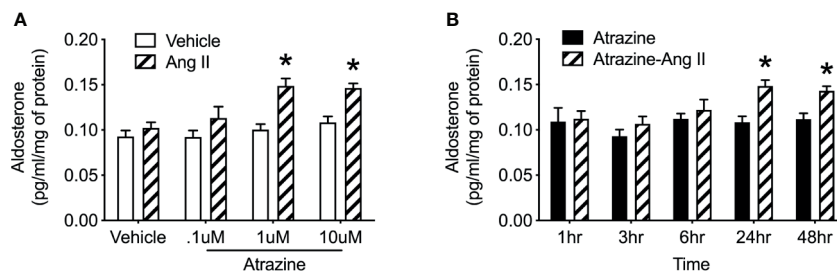 A
Aldosterone
(pg/ml/mg of protein)
0.20
0.15
0.10
0.05
0.00
Vehicle
Ang II
*
*
Vehicle
.1uM
1uM
10uM
Atrazine
B
Aldosterone
(pg/ml/mg of protein)
0.20
0.15
0.10
0.05
0.00
Atrazine
Atrazine-Ang II
*
*
1hr
3hr
6hr
24hr
48hr
Time